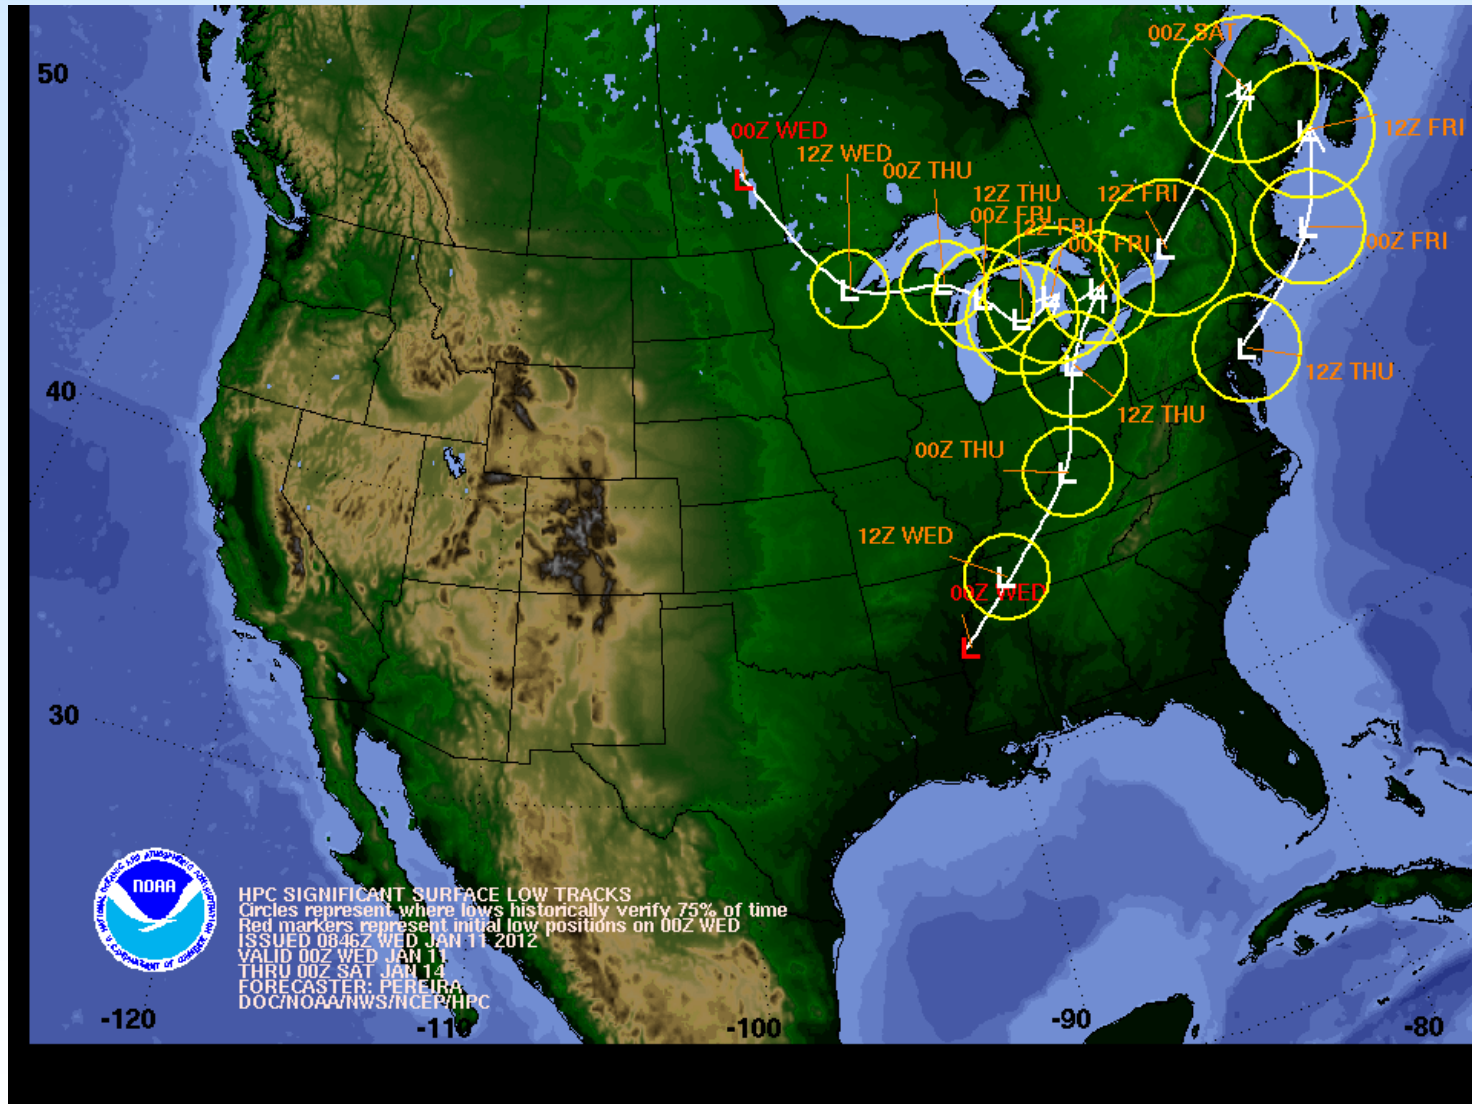 00Z SAT
50
12Z FRI
00Z WED
12Z WED
00Z THU
12Z THU
12Z FRI
00Z FRI
12Z FRI
00Z FRI
00Z FRI
12Z THU
40
12Z THU
00Z THU
12Z WED
00Z WED
30
NOAA
HPC SIGNIFICANT SURFACE LOW TRACKS
Circles represent where lows historically verify 75% of time
Red markers represent initial low positions on 00Z WED
ISSUED 0846Z WED JAN 11 2012
VALID 00Z WED JAN 11
THRU 00Z SAT JAN 14
FORECASTER: PEREIRA
DOC/NOAA/NWS/NCEP/HPC
-120
-110
-100
-90
-80